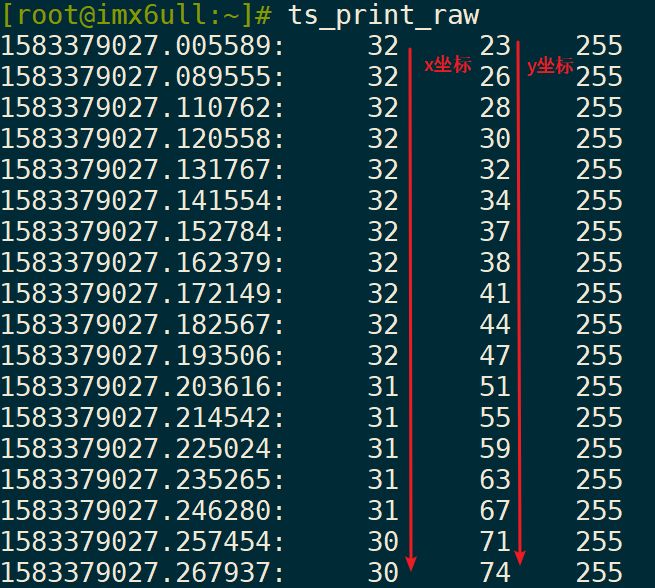 [root@imx6ull:~]# ts_print_raw
1583379027.005589: 32 23 255
x坐标 y坐标
1583379027.089555: 32 26 255
1583379027.110762: 32 28 255
1583379027.120558: 32 30 255
1583379027.131767: 32 32 255
1583379027.141554: 32 34 255
1583379027.152784: 32 37 255
1583379027.162379: 32 38 255
1583379027.172149: 32 41 255
1583379027.182567: 32 44 255
1583379027.193506: 32 47 255
1583379027.203616: 31 51 255
1583379027.214542: 31 55 255
1583379027.225024: 31 59 255
1583379027.235265: 31 63 255
1583379027.246280: 31 67 255
1583379027.257454: 30 71 255
1583379027.267937: 30 74 255